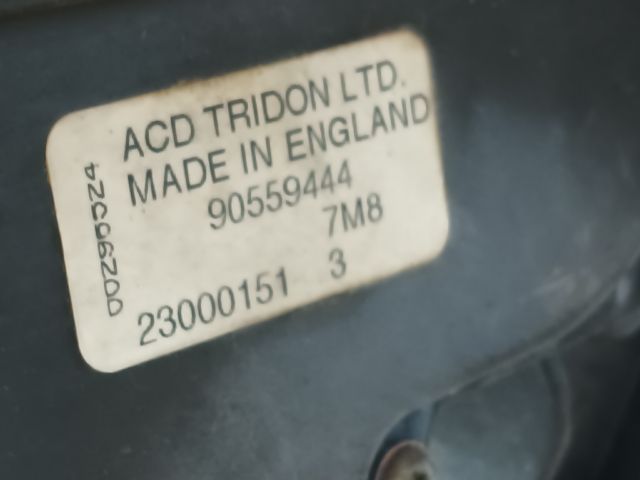 ACD TRIDON LTD.
MADE IN ENGLAND
90559444
7M8
23000151 3